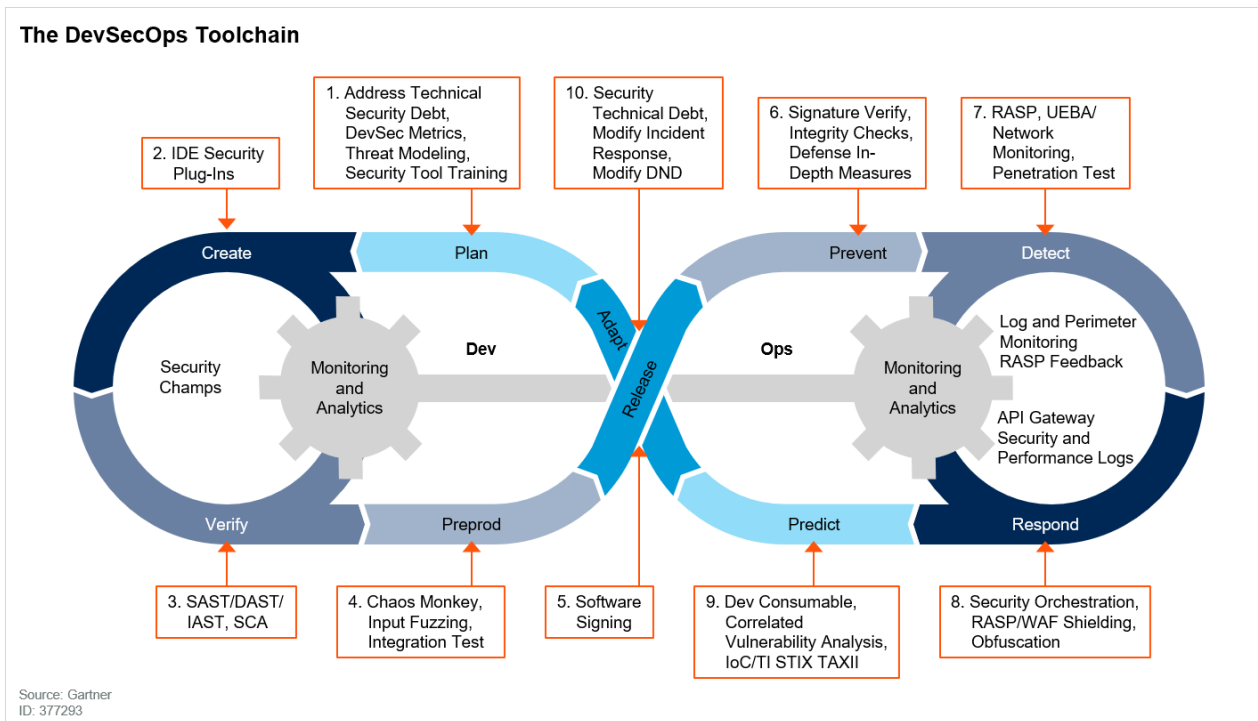 The DevSecOps Toolchain
1. Address Technical
Security Debt,
DevSec Metrics,
Threat Modeling,
Security Tool Training
10. Security
Technical Debt,
Modify Incident
Response,
Modify DND
6. Signature Verify,
Integrity Checks,
Defense In-
Depth Measures
7. RASP, UEBA/
Network
Monitoring,
Penetration Test
2. IDE Security
Plug-Ins
Create
Plan
Prevent
Detect
Adapt
Release
Dev
Ops
Security
Champs
Monitoring
and
Analytics
Monitoring
and
Analytics
Log and Perimeter
Monitoring
RASP Feedback
API Gateway
Security and
Performance Logs
Verify
Preprod
Predict
Respond
3. SAST/DAST/
IAST, SCA
4. Chaos Monkey,
Input Fuzzing,
Integration Test
5. Software
Signing
9. Dev Consumable,
Correlated
Vulnerability Analysis,
IoC/TI STIX TAXII
8. Security Orchestration,
RASP/WAF Shielding,
Obfuscation
Source: Gartner
ID: 377293